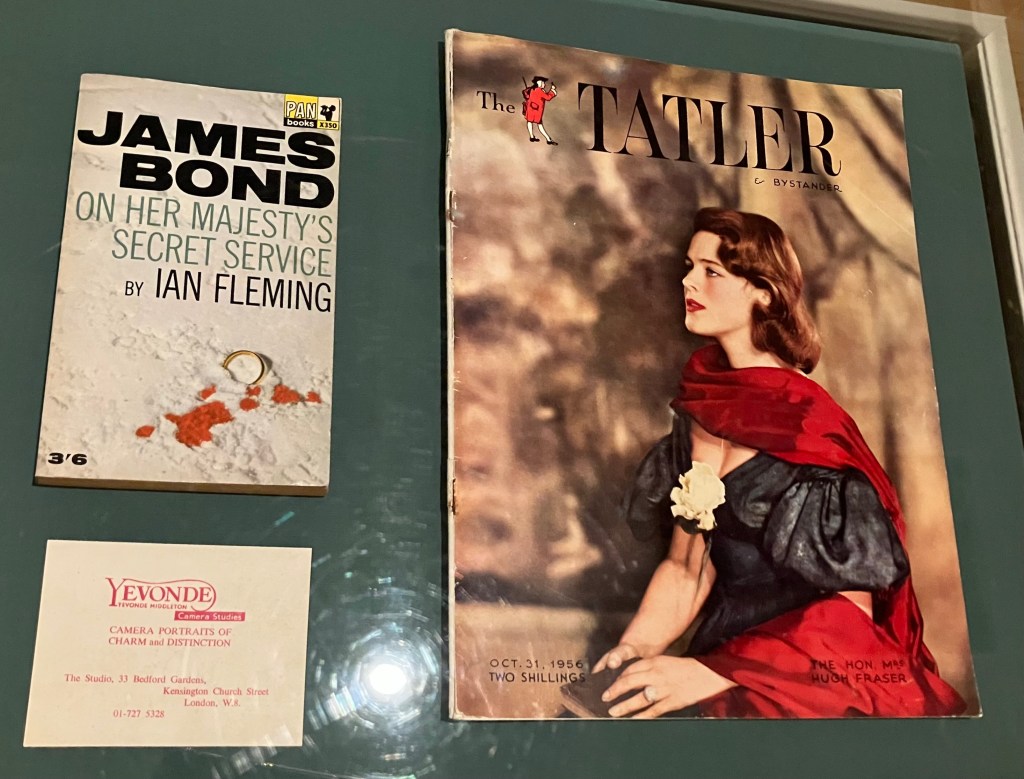 PAN
books X350
JAMES
BOND
ON HER MAJESTY'S
SECRET SERVICE
BY IAN FLEMING
3'6
The TATLER
& BYSTANDER
OCT. 31, 1956
TWO SHILLINGS
THE HON. MRS
HUGH FRASER
YEVONDE
YEVONDE MIDDLETON
Camera Studies
CAMERA PORTRAITS OF
CHARM and DISTINCTION
The Studio, 33 Bedford Gardens,
Kensington Church Street
London, W.8.
01-727 5328